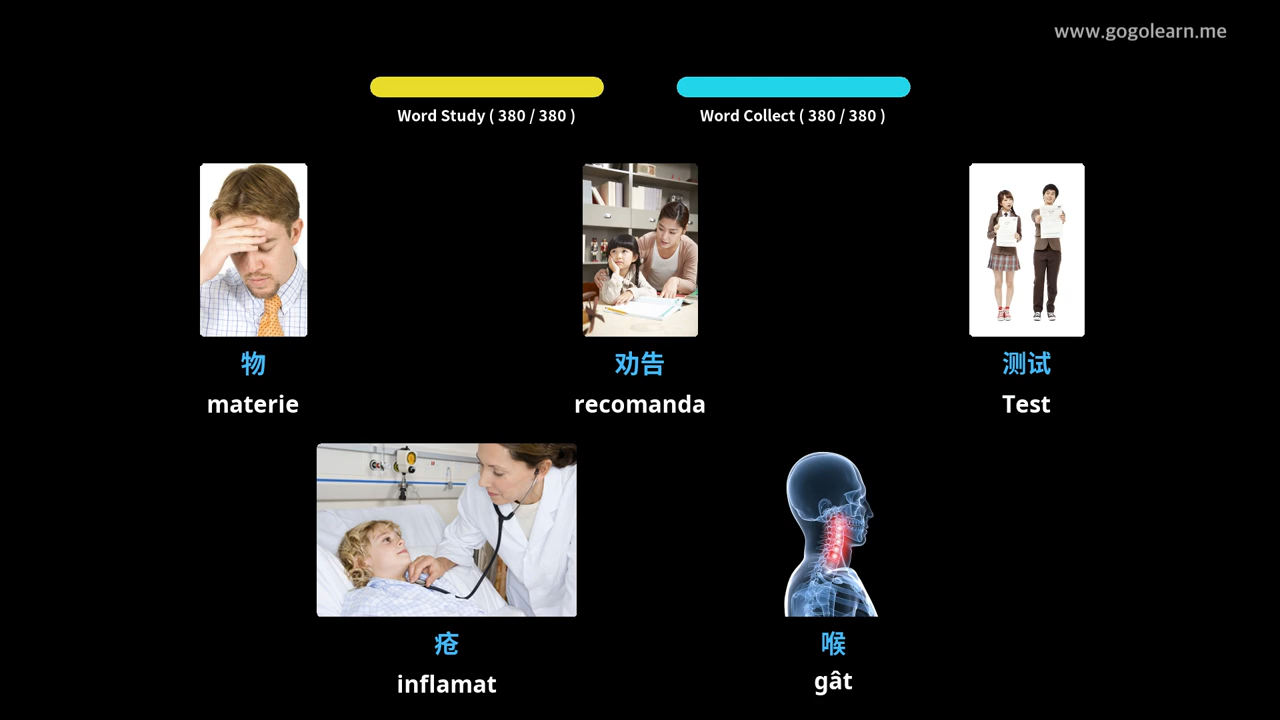 www.gogolearn.me
Word Study ( 380 / 380 )
Word Collect ( 380 / 380 )
物
materie
劝告
recomanda
测试
Test
疮
inflamat
喉
gât